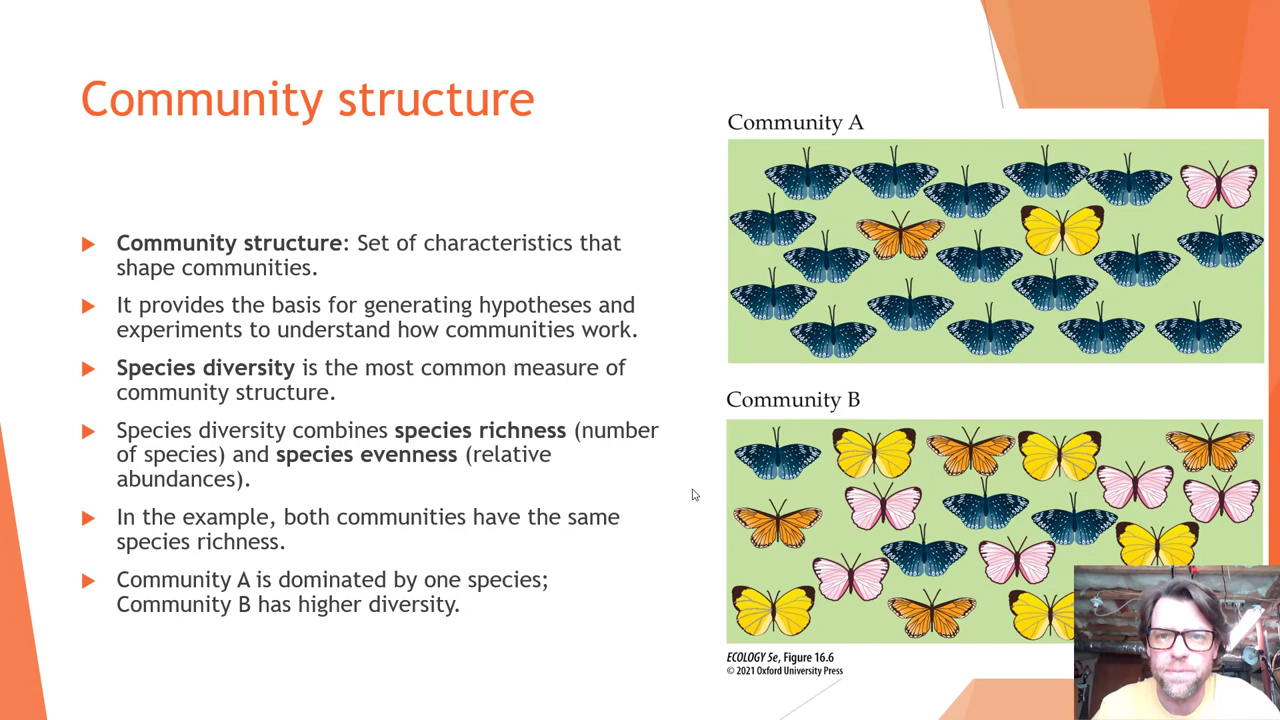 Community structure
Community structure: Set of characteristics that
shape communities.
It provides the basis for generating hypotheses and
experiments to understand how communities work.
Species diversity is the most common measure of
community structure.
Species diversity combines species richness (number
of species) and species evenness (relative
abundances).
In the example, both communities have the same
species richness.
Community A is dominated by one species;
Community B has higher diversity.
Community A
Community B
ECOLOGY 5e, Figure 16.6
© 2021 Oxford University Press